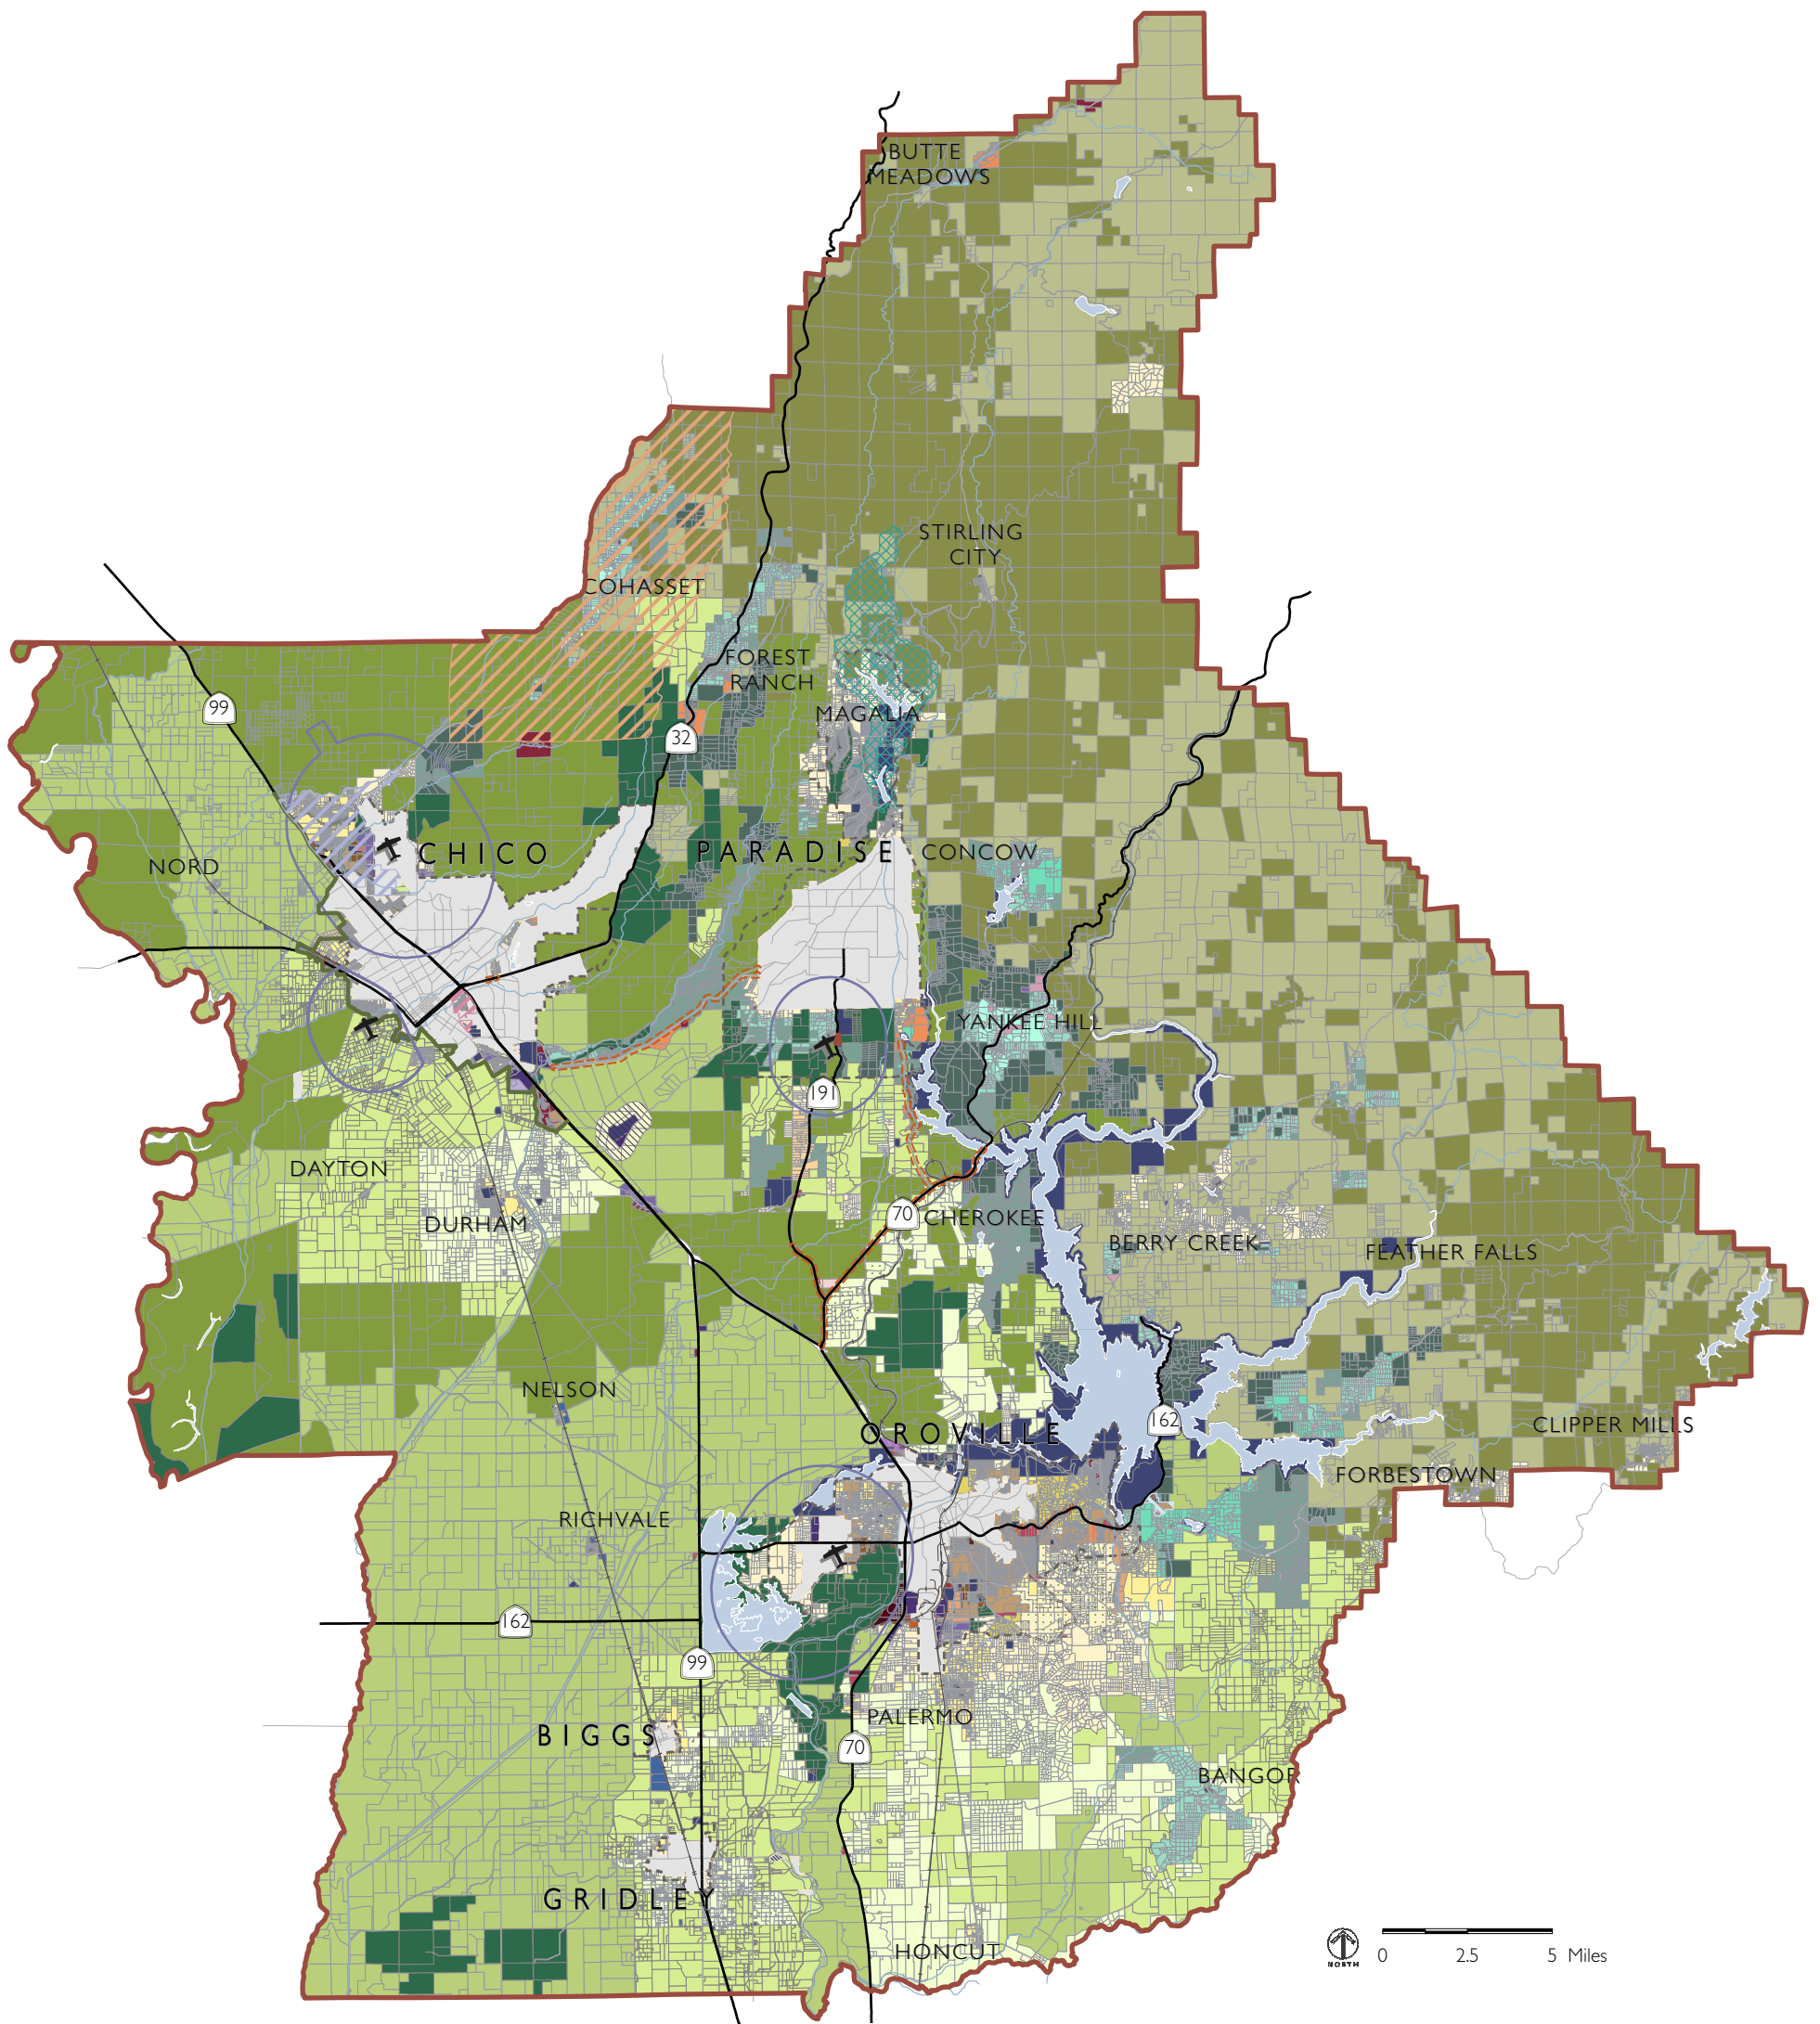 BUTTE
MEADOWS
STIRLING
CITY
COHASSET
FOREST
RANCH
99
MAGALIA
32
CHICO
PARADISE
CONCOW
NORD
YANKEE HILL
191
DAYTON
DURHAM
70
CHEROKEE
BERRY CREEK
FEATHER FALLS
NELSON
OROVILLE
162
CLIPPER MILLS
FORBESTOWN
RICHVALE
162
99
PALERMO
BIGGS
70
BANGOR
GRIDLEY
HONCUT
NORTH
0 2.5 5 Miles